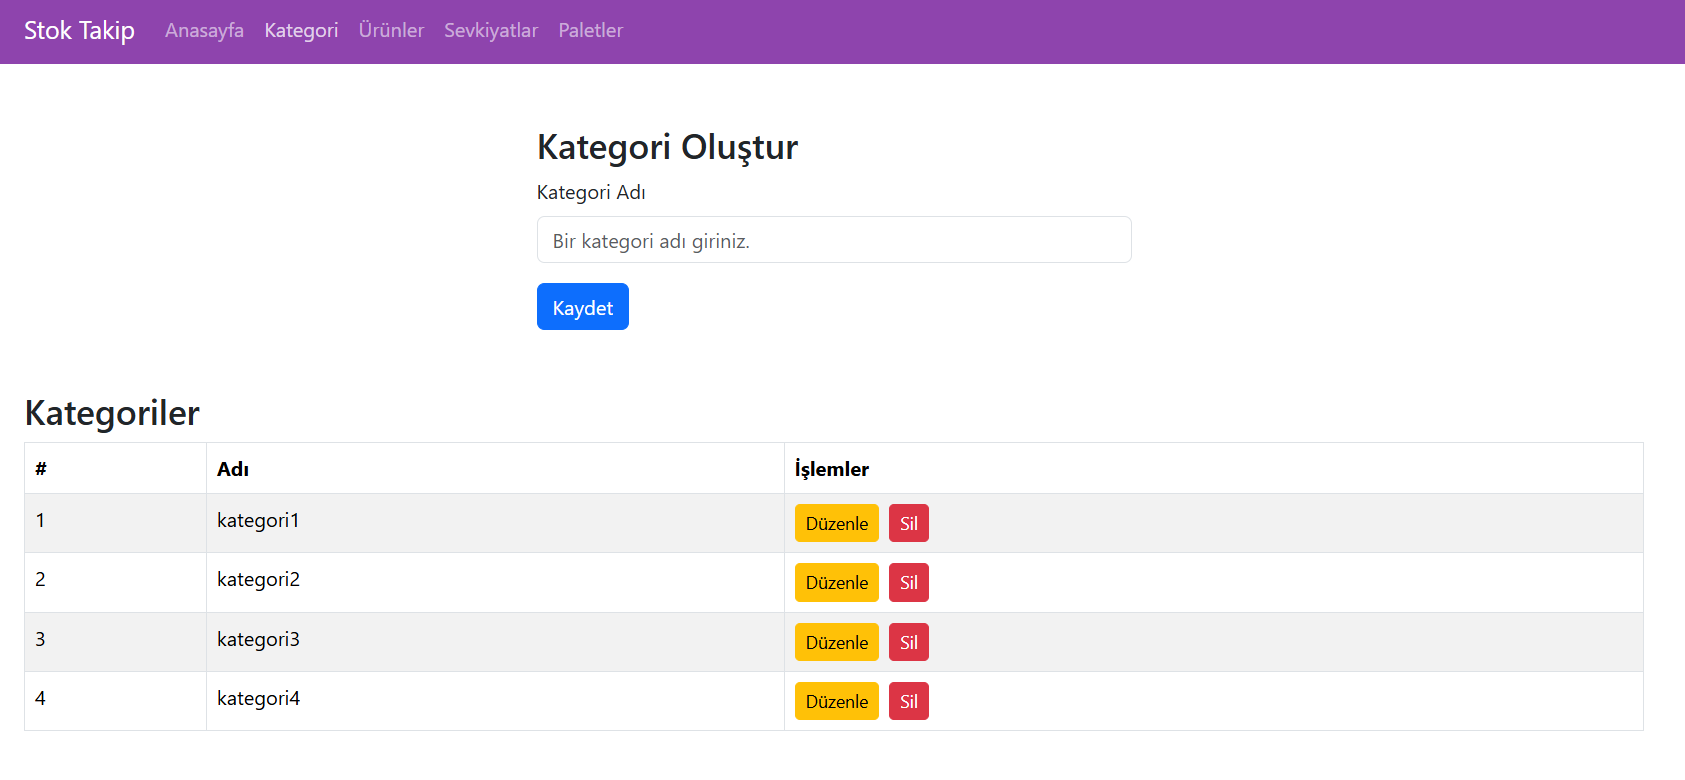 Stok Takip Anasayfa Kategori Ürünler Sevkiyatlar Paletler
Kategori Oluştur
Kategori Adı
Bir kategori adı giriniz.
Kaydet
Kategoriler
# Adı İşlemler
1 kategori1 Düzenle Sil
2 kategori2 Düzenle Sil
3 kategori3 Düzenle Sil
4 kategori4 Düzenle Sil